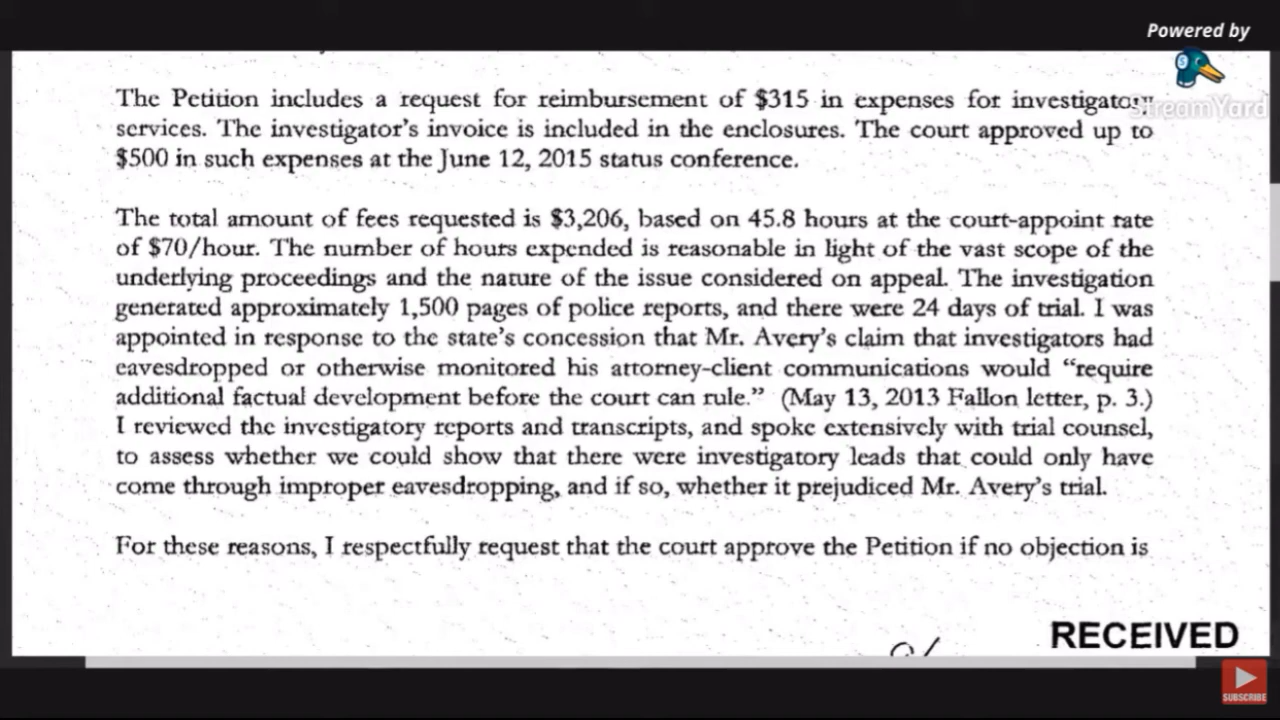 Powered by
StreamYard
The Petition includes a request for reimbursement of $315 in expenses for investigatory
services. The investigator's invoice is included in the enclosures. The court approved up to
$500 in such expenses at the June 12, 2015 status conference.
The total amount of fees requested is $3,206, based on 45.8 hours at the court-appoint rate
of $70/hour. The number of hours expended is reasonable in light of the vast scope of the
underlying proceedings and the nature of the issue considered on appeal. The investigation
generated approximately 1,500 pages of police reports, and there were 24 days of trial. I was
appointed in response to the state's concession that Mr. Avery's claim that investigators had
eavesdropped or otherwise monitored his attorney-client communications would "require
additional factual development before the court can rule." (May 13, 2013 Fallon letter, p. 3.)
I reviewed the investigatory reports and transcripts, and spoke extensively with trial counsel,
to assess whether we could show that there were investigatory leads that could only have
come through improper eavesdropping, and if so, whether it prejudiced Mr. Avery's trial.
For these reasons, I respectfully request that the court approve the Petition if no objection is
RECEIVED
SUBSCRIBE